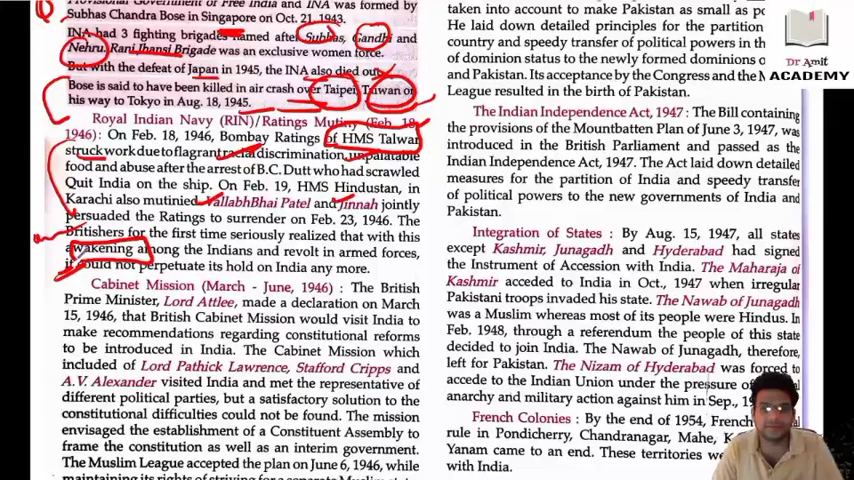 Provisional Government of Free India and INA was formed by
Subhas Chandra Bose in Singapore on Oct. 21, 1943.
INA had 3 fighting brigades named after Subhas, Gandhi and
Nehru. Rani Jhansi Brigade was an exclusive women force.
But with the defeat of Japan in 1945, the INA also died out.
Bose is said to have been killed in air crash over Taipei, Taiwan on
his way to Tokyo in Aug. 18, 1945.
Royal Indian Navy (RIN)/Ratings Mutiny (Feb. 18,
1946): On Feb. 18, 1946, Bombay Ratings of HMS Talwar
struck work due to flagrant racial discrimination, unpalatable
food and abuse after the arrest of B.C. Dutt who had scrawled
Quit India on the ship. On Feb. 19, HMS Hindustan, in
Karachi also mutinied. VallabhBhai Patel and Jinnah jointly
persuaded the Ratings to surrender on Feb. 23, 1946. The
Britishers for the first time seriously realized that with this
awakening among the Indians and revolt in armed forces,
it could not perpetuate its hold on India any more.
Cabinet Mission (March - June, 1946) : The British
Prime Minister, Lord Attlee, made a declaration on March
15, 1946, that British Cabinet Mission would visit India to
make recommendations regarding constitutional reforms
to be introduced in India. The Cabinet Mission which
included of Lord Pathick Lawrence, Stafford Cripps and
A.V. Alexander visited India and met the representative of
different political parties, but a satisfactory solution to the
constitutional difficulties could not be found. The mission
envisaged the establishment of a Constituent Assembly to
frame the constitution as well as an interim government.
The Muslim League accepted the plan on June 6, 1946, while
maintaining its rights of striving for a separate Muslim
taken into account to make Pakistan as small as
He laid down detailed principles for the partition
country and speedy transfer of political powers in the
of dominion status to the newly formed dominions
and Pakistan. Its acceptance by the Congress and the
League resulted in the birth of Pakistan.
The Indian Independence Act, 1947 : The Bill containing
the provisions of the Mountbatten Plan of June 3, 1947, was
introduced in the British Parliament and passed as the
Indian Independence Act, 1947. The Act laid down detailed
measures for the partition of India and speedy transfer
of political powers to the new governments of India and
Pakistan.
Integration of States : By Aug. 15, 1947, all states
except Kashmir, Junagadh and Hyderabad had signed
the Instrument of Accession with India. The Maharaja of
Kashmir acceded to India in Oct., 1947 when irregular
Pakistani troops invaded his state. The Nawab of Junagadh
was a Muslim whereas most of its people were Hindus. In
Feb. 1948, through a referendum the people of this state
decided to join India. The Nawab of Junagadh, therefore,
left for Pakistan. The Nizam of Hyderabad was forced to
accede to the Indian Union under the pressure of
anarchy and military action against him in Sep.,
French Colonies : By the end of 1954, French
rule in Pondicherry, Chandranagar, Mahe,
Yanam came to an end. These territories
with India.
Dr Amit
ACADEMY